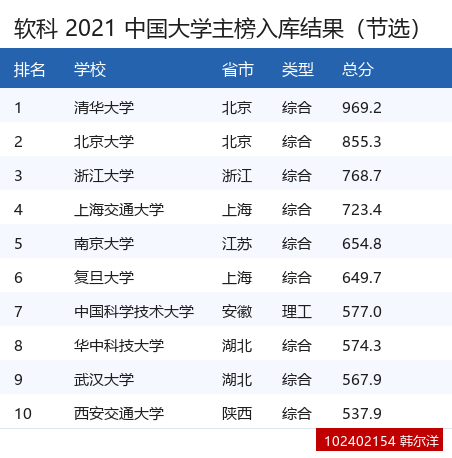 软科 2021 中国大学主榜入库结果（节选）
排名 学校 省市 类型 总分
1 清华大学 北京 综合 969.2
2 北京大学 北京 综合 855.3
3 浙江大学 浙江 综合 768.7
4 上海交通大学 上海 综合 723.4
5 南京大学 江苏 综合 654.8
6 复旦大学 上海 综合 649.7
7 中国科学技术大学 安徽 理工 577.0
8 华中科技大学 湖北 综合 574.3
9 武汉大学 湖北 综合 567.9
10 西安交通大学 陕西 综合 537.9
102402154 韩尔洋